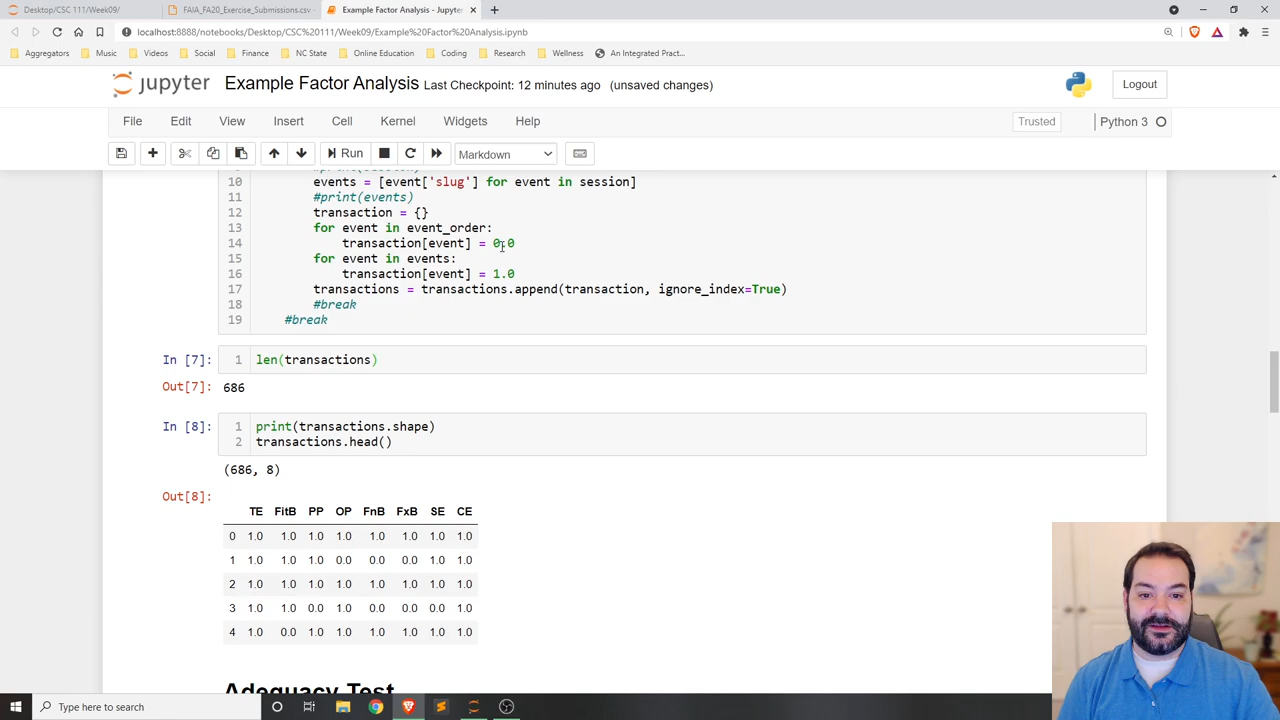 Desktop/CSC 111/Week09/
FAIA_FA20_Exercise_Submissions.csv
Example Factor Analysis - Jupyter
localhost:8888/notebooks/Desktop/CSC%20111/Week09/Example%20Factor%20Analysis.ipynb
Aggregators Music Videos Social Finance NC State Online Education Coding Research Wellness An Integrated Pract...
jupyter Example Factor Analysis Last Checkpoint: 12 minutes ago (unsaved changes) Logout
File Edit View Insert Cell Kernel Widgets Help Trusted Python 3
Run Markdown
10 events = [event['slug'] for event in session]
11 #print(events)
12 transaction = {}
13 for event in event_order:
14 transaction[event] = 0.0
15 for event in events:
16 transaction[event] = 1.0
17 transactions = transactions.append(transaction, ignore_index=True)
18 #break
19 #break
In [7]: 1 len(transactions)
Out[7]: 686
In [8]: 1 print(transactions.shape)
2 transactions.head()
(686, 8)
Out[8]:
TE FitB PP OP FnB FxB SE CE
0 1.0 1.0 1.0 1.0 1.0 1.0 1.0 1.0
1 1.0 1.0 1.0 0.0 0.0 0.0 1.0 1.0
2 1.0 1.0 1.0 1.0 1.0 1.0 1.0 1.0
3 1.0 1.0 0.0 1.0 0.0 0.0 0.0 1.0
4 1.0 0.0 1.0 1.0 1.0 1.0 1.0 1.0
Adequacy Test
Type here to search